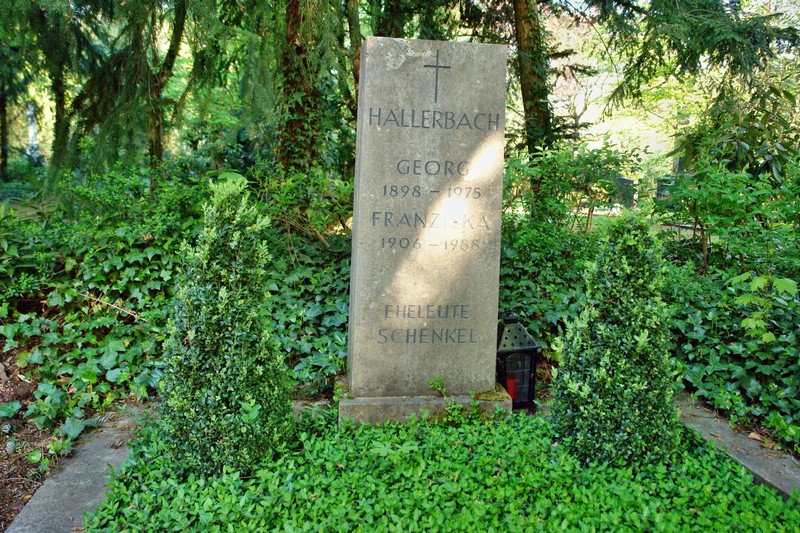 HALLERBACH
GEORG
1898 – 1975
FRANZISKA
1906 – 1988
EHELEUTE
SCHENKEL